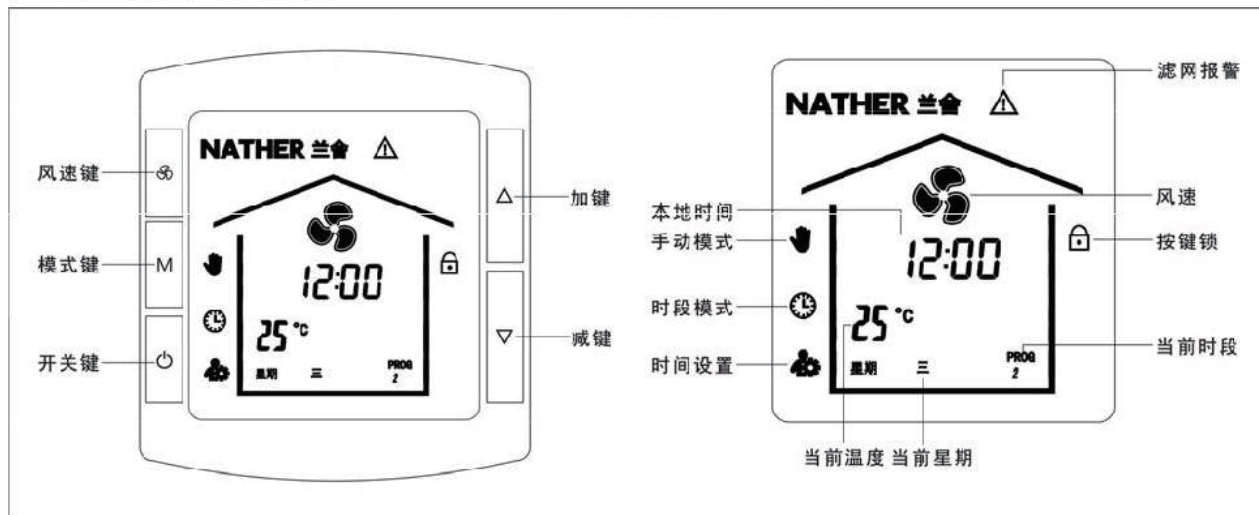 NATHER 兰舍
风速键
模式键
M
开关键
加键
减键
12:00
25 °C
星期 三
PROG
2
NATHER 兰舍
滤网报警
风速
本地时间
手动模式
按键锁
12:00
时段模式
25 °C
时间设置
当前时段
PROG
星期 三
2
当前温度 当前星期